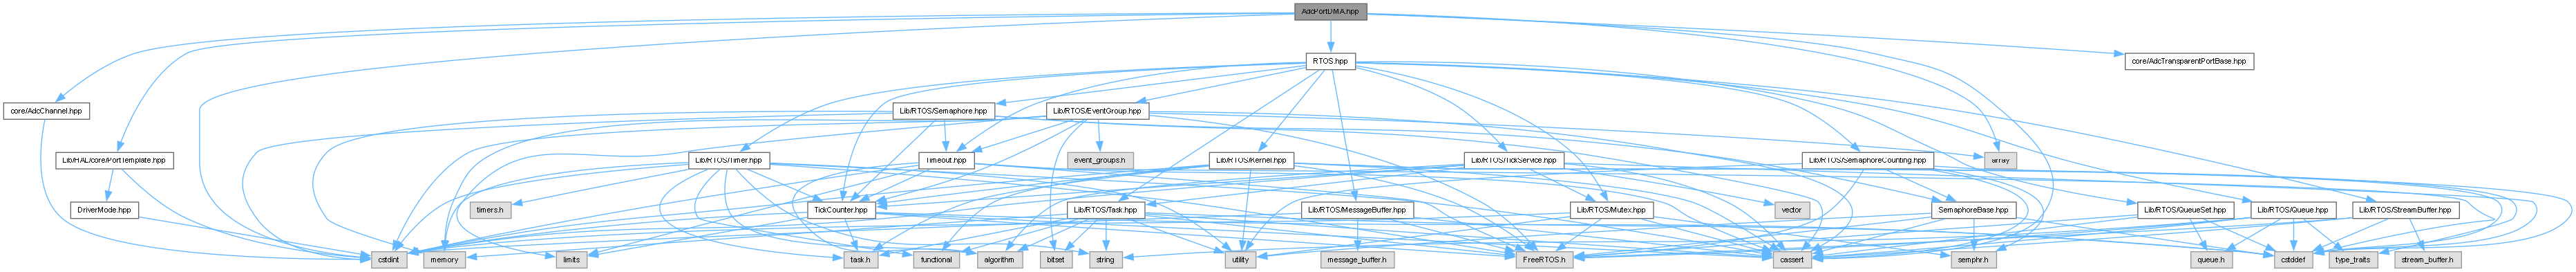 AdcPortDMA.hpp
RTOS.hpp
core/AdcTransparentPortBase.hpp
core/AdcChannel.hpp
Lib/RTOS/Semaphore.hpp
Lib/RTOS/EventGroup.hpp
Lib/HAL/core/PortTemplate.hpp
Lib/RTOS/Timer.hpp
event_groups.h
Timeout.hpp
Lib/RTOS/Kernel.hpp
Lib/RTOS/TickService.hpp
Lib/RTOS/SemaphoreCounting.hpp
array
DriverMode.hpp
timers.h
TickCounter.hpp
Lib/RTOS/Task.hpp
Lib/RTOS/MessageBuffer.hpp
Lib/RTOS/Mutex.hpp
vector
SemaphoreBase.hpp
Lib/RTOS/QueueSet.hpp
Lib/RTOS/Queue.hpp
Lib/RTOS/StreamBuffer.hpp
cstdint
memory
limits
task.h
functional
algorithm
bitset
string
utility
message_buffer.h
FreeRTOS.h
cassert
semphr.h
queue.h
cstddef
type_traits
stream_buffer.h